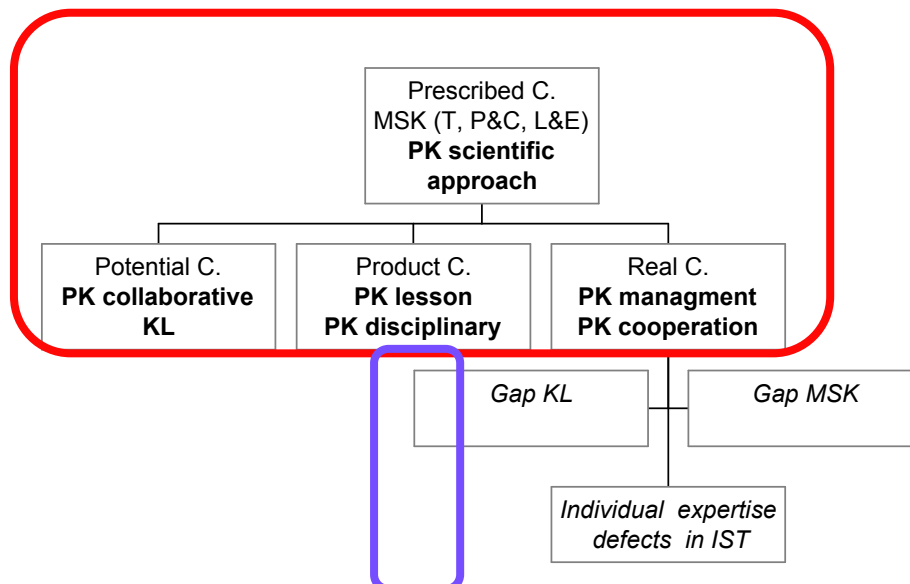 Prescribed C.
MSK (T, P&C, L&E)
PK scientific
approach
Potential C.
PK collaborative
KL
Product C.
PK lesson
PK disciplinary
Real C.
PK managment
PK cooperation
Gap KL
Gap MSK
Individual expertise
defects in IST